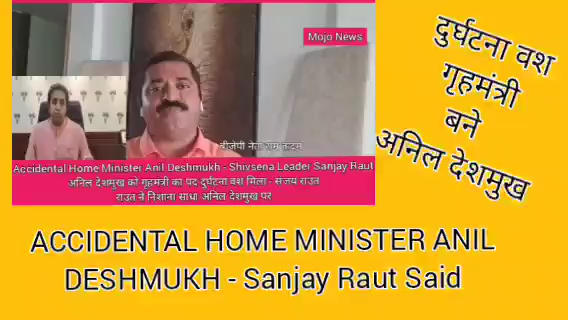 Mojo News
बीजेपी नेता राम कदम
Accidental Home Minister Anil Deshmukh - Shivsena Leader Sanjay Raut
अनिल देशमुख को गृहमंत्री का पद दुर्घटना वश मिला - संजय राउत
राउत ने निशाना साधा अनिल देशमुख पर
दुर्घटना वश
गृहमंत्री
बने
अनिल देशमुख
ACCIDENTAL HOME MINISTER ANIL
DESHMUKH - Sanjay Raut Said